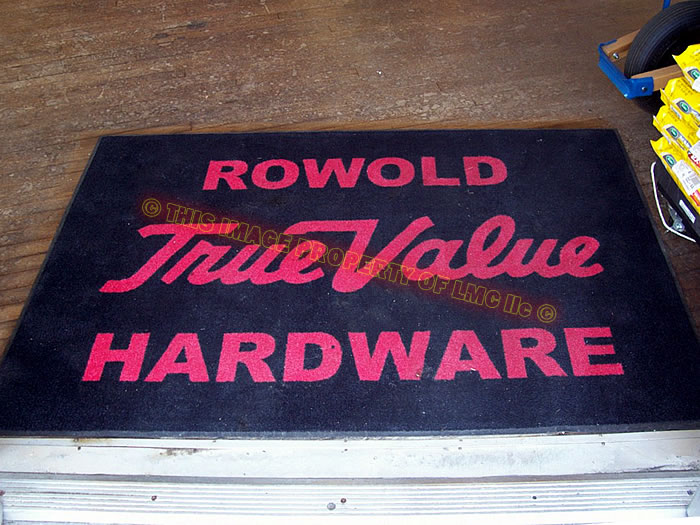 ROWOLD
True Value
HARDWARE
© THIS IMAGE PROPERTY OF LMC llc ©